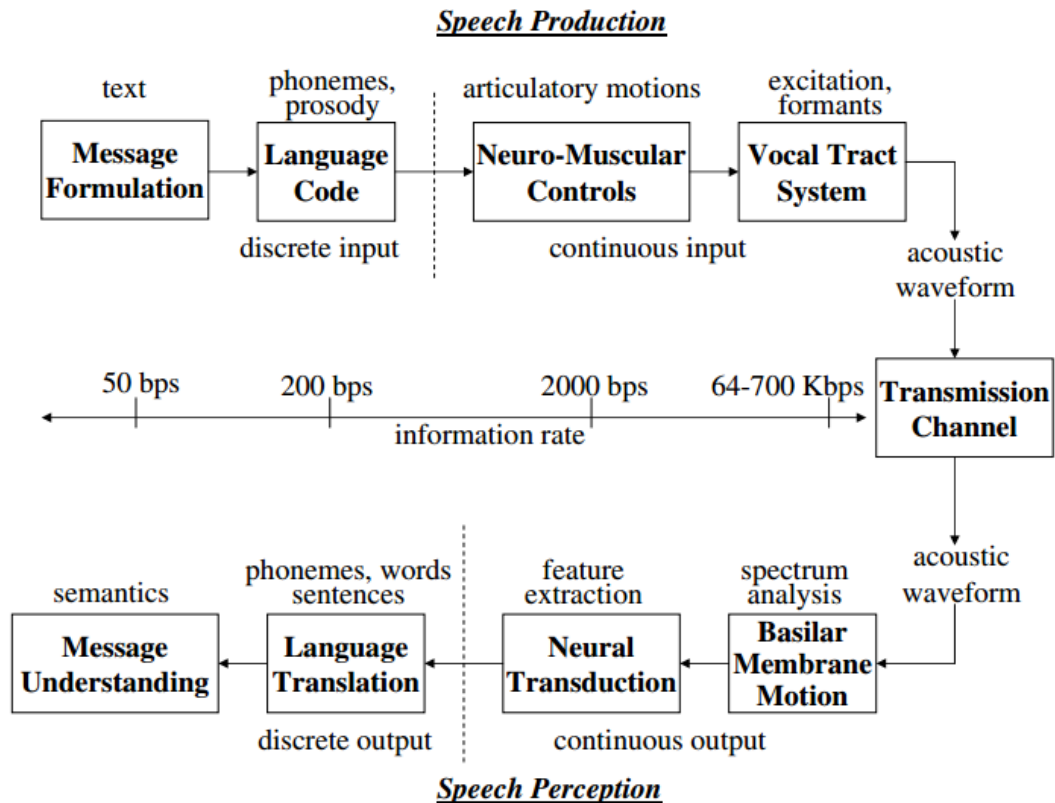 Speech Production
text
phonemes,
prosody
articulatory motions
excitation,
formants
Message
Formulation
Language
Code
Neuro-Muscular
Controls
Vocal Tract
System
discrete input
continuous input
acoustic
waveform
50 bps
200 bps
2000 bps
64-700 Kbps
information rate
Transmission
Channel
acoustic
waveform
semantics
phonemes, words
sentences
feature
extraction
spectrum
analysis
Message
Understanding
Language
Translation
Neural
Transduction
Basilar
Membrane
Motion
discrete output
continuous output
Speech Perception